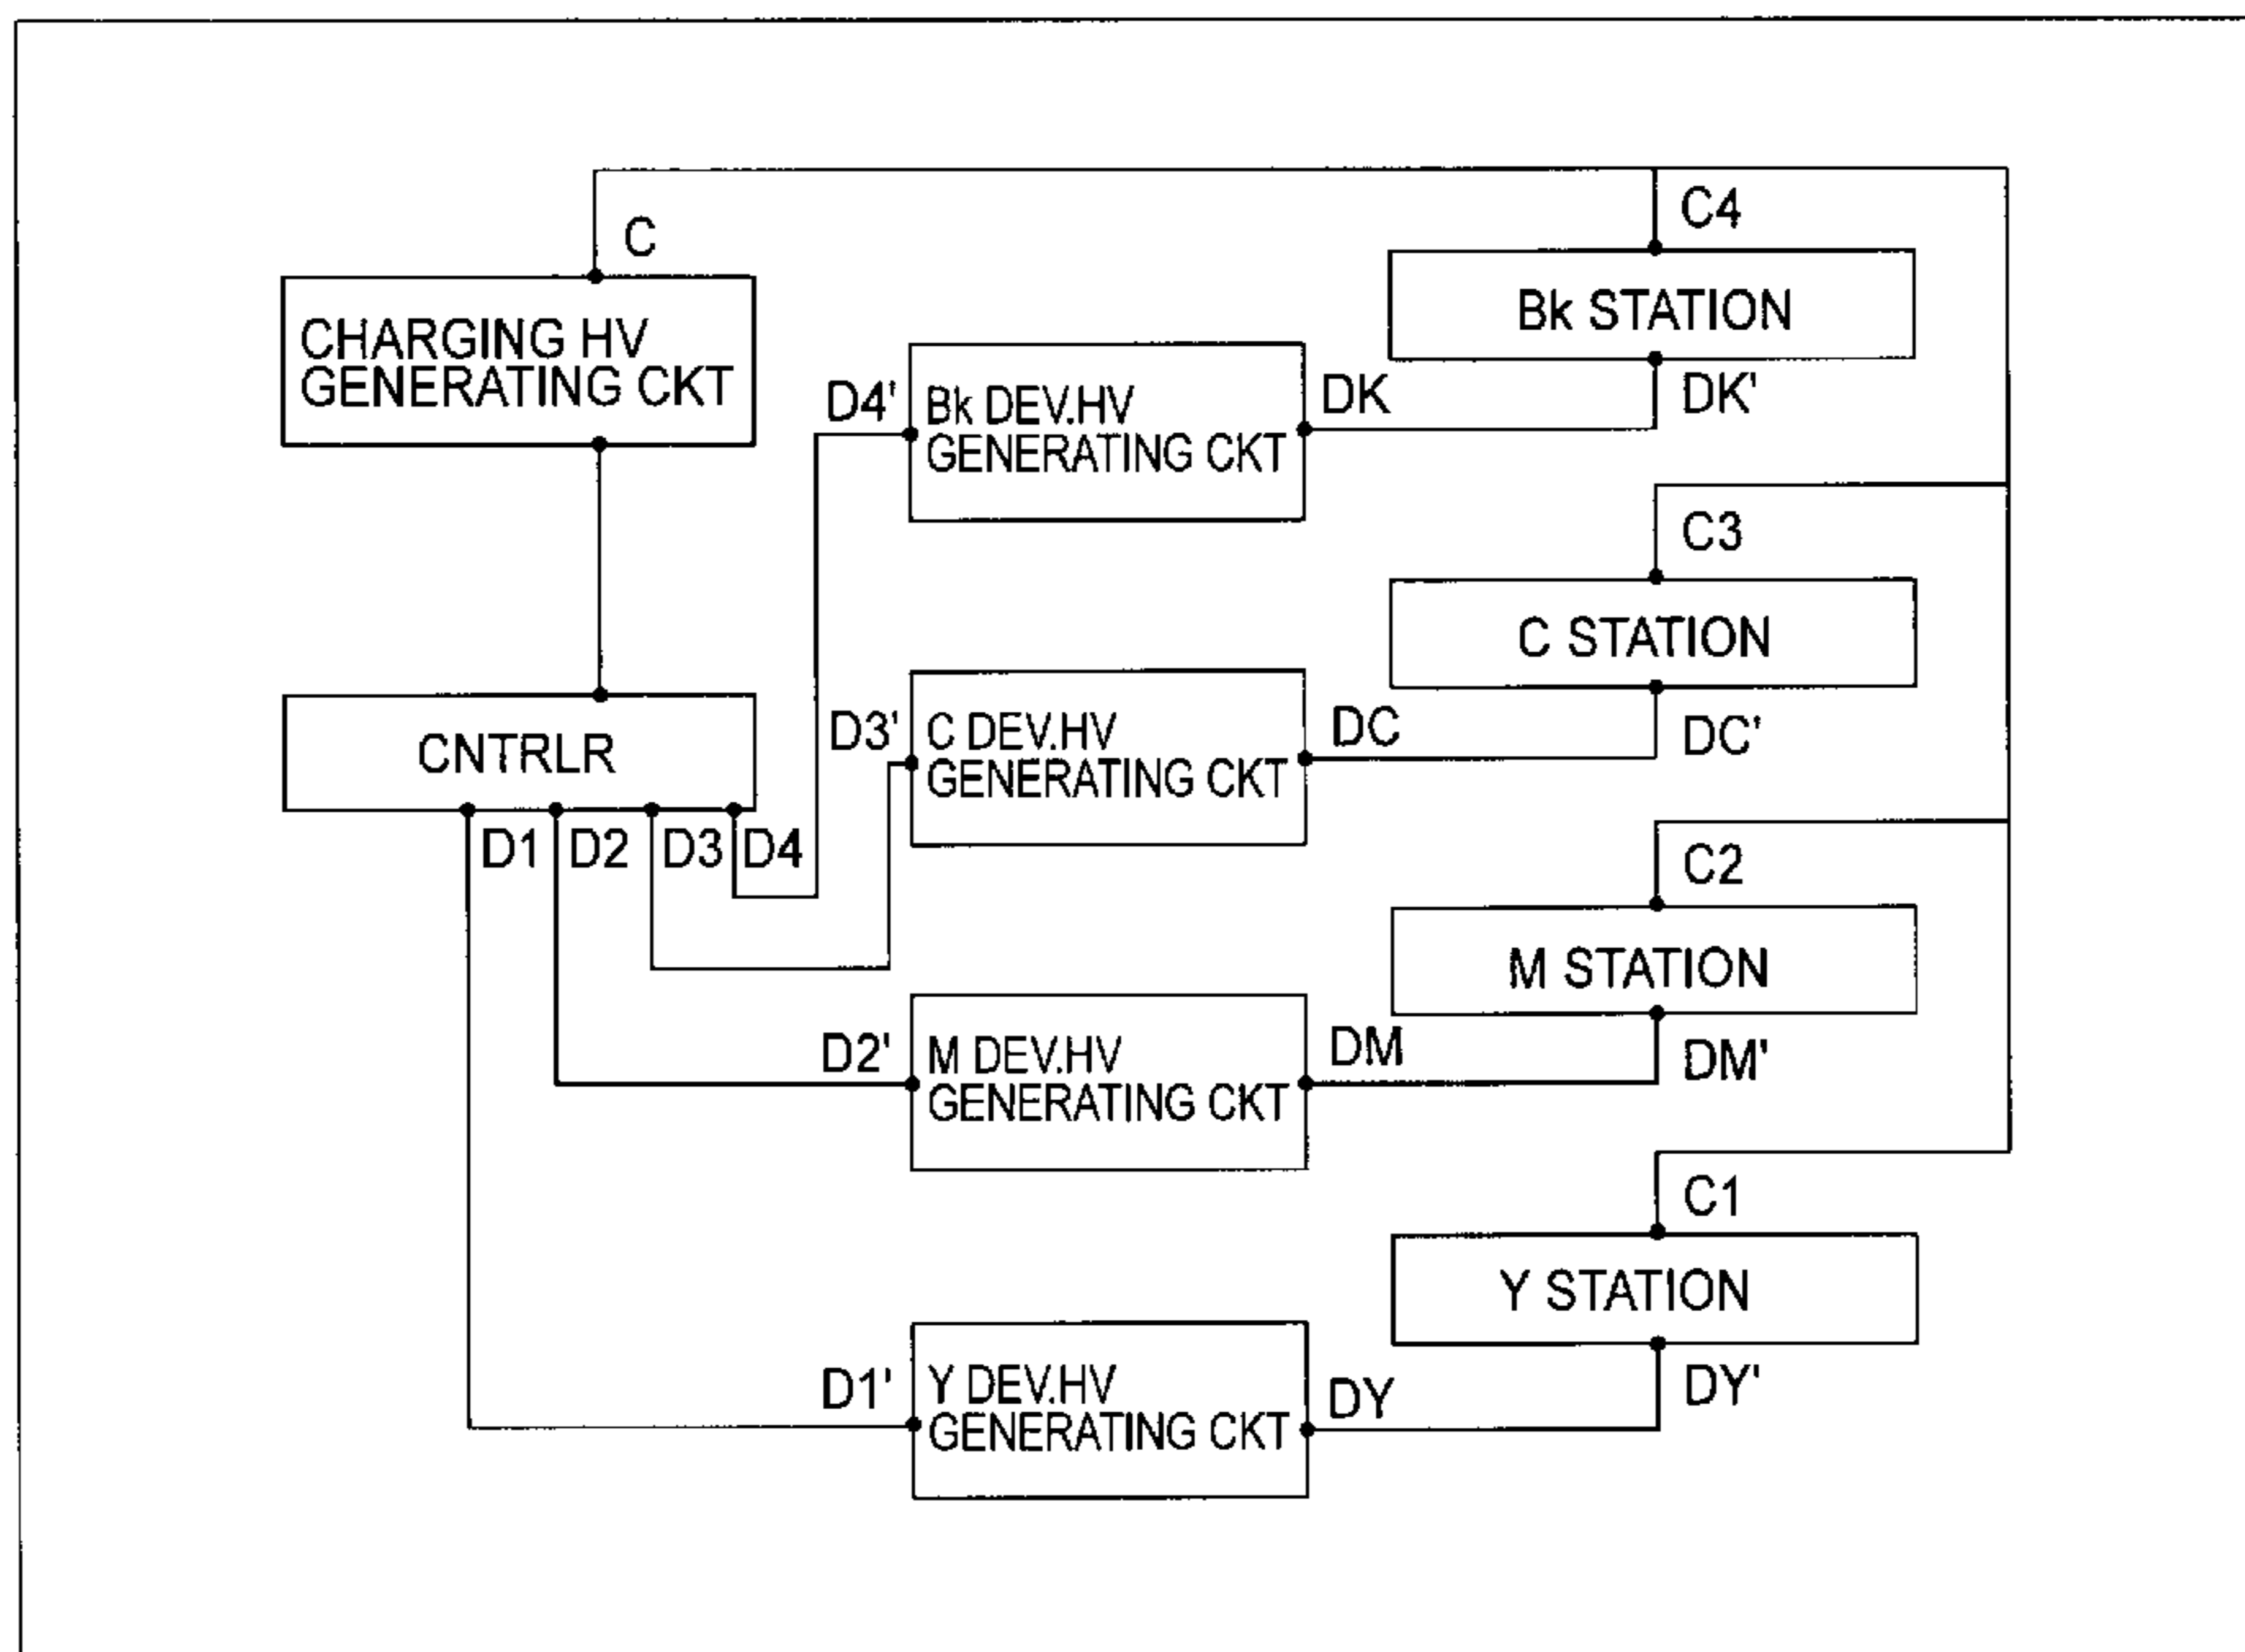 C
C4
CHARGING HV
GENERATING CKT
Bk STATION
D4'
Bk DEV.HV
GENERATING CKT
DK
DK'
C3
C STATION
CNTRLR
D3'
C DEV.HV
GENERATING CKT
DC
DC'
D1
D2
D3
D4
C2
M STATION
D2'
M DEV.HV
GENERATING CKT
DM
DM'
C1
Y STATION
D1'
Y DEV.HV
GENERATING CKT
DY
DY'